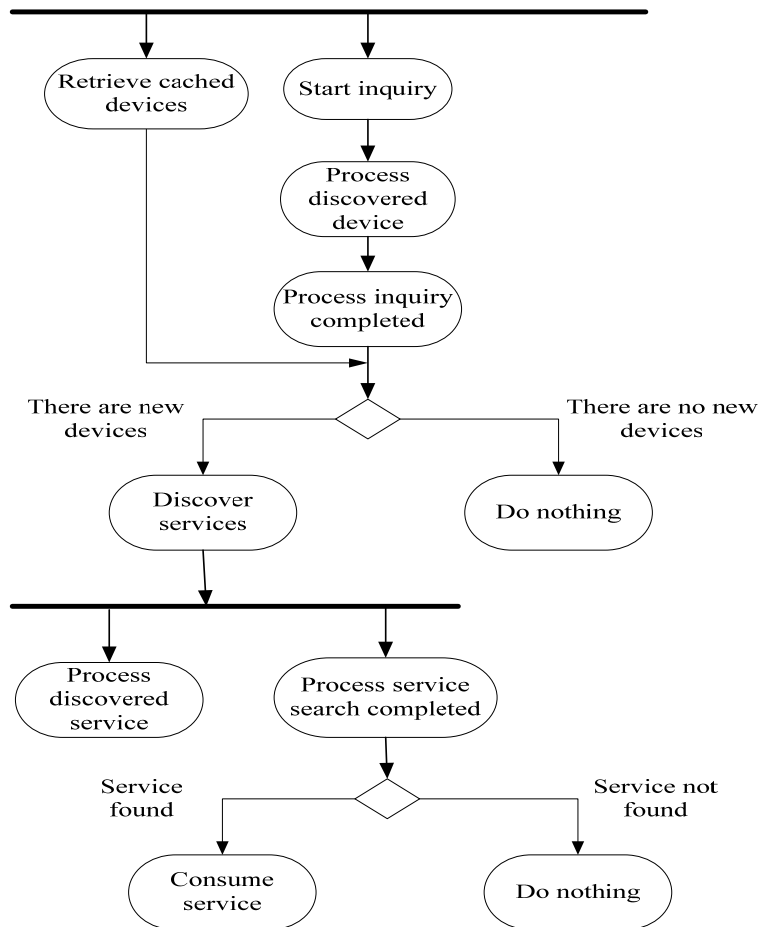 Retrieve cached
devices
Start inquiry
Process
discovered
device
Process inquiry
completed
There are new
devices
There are no new
devices
Discover
services
Do nothing
Process
discovered
service
Process service
search completed
Service
found
Service not
found
Consume
service
Do nothing